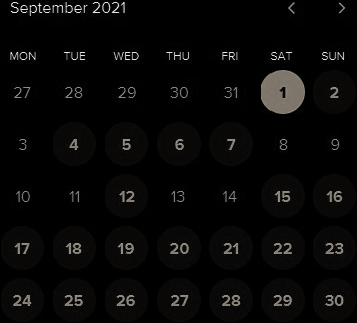 September 2021
MON TUE WED THU FRI SAT SUN
27 28 29 30 31 1 2
3 4 5 6 7 8 9
10 11 12 13 14 15 16
17 18 19 20 21 22 23
24 25 26 27 28 29 30